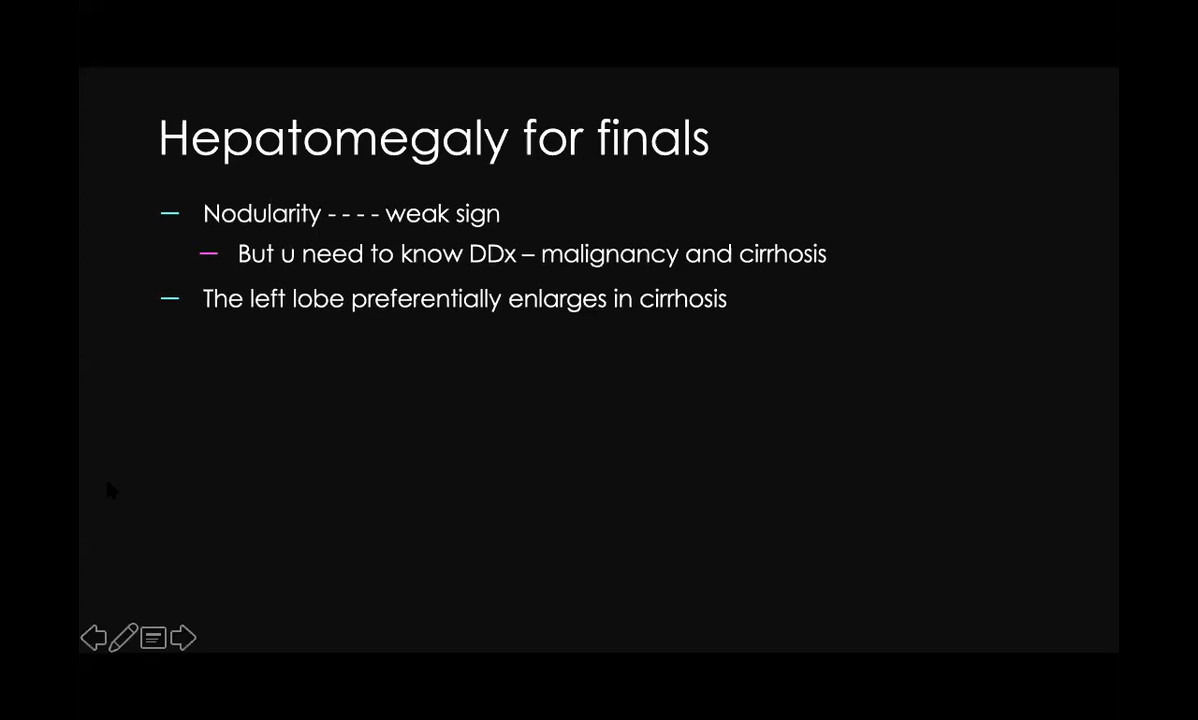 Hepatomegaly for finals
Nodularity - - - - weak sign
But u need to know DDx – malignancy and cirrhosis
The left lobe preferentially enlarges in cirrhosis